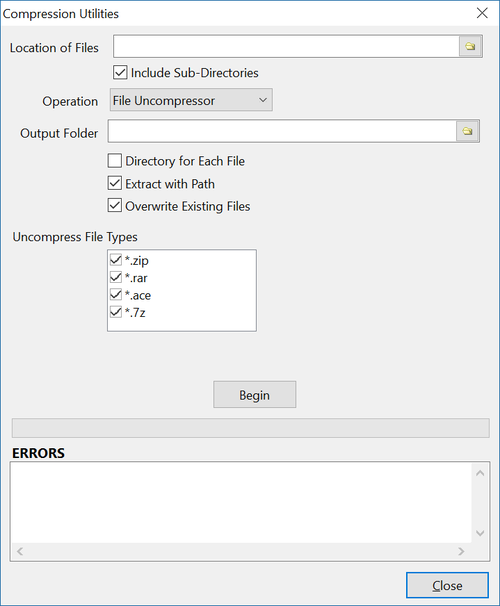 Compression Utilities
Location of Files
Include Sub-Directories
Operation File Uncompressor
Output Folder
Directory for Each File
Extract with Path
Overwrite Existing Files
Uncompress File Types
*.zip
*.rar
*.ace
*.7z
Begin
ERRORS
Close